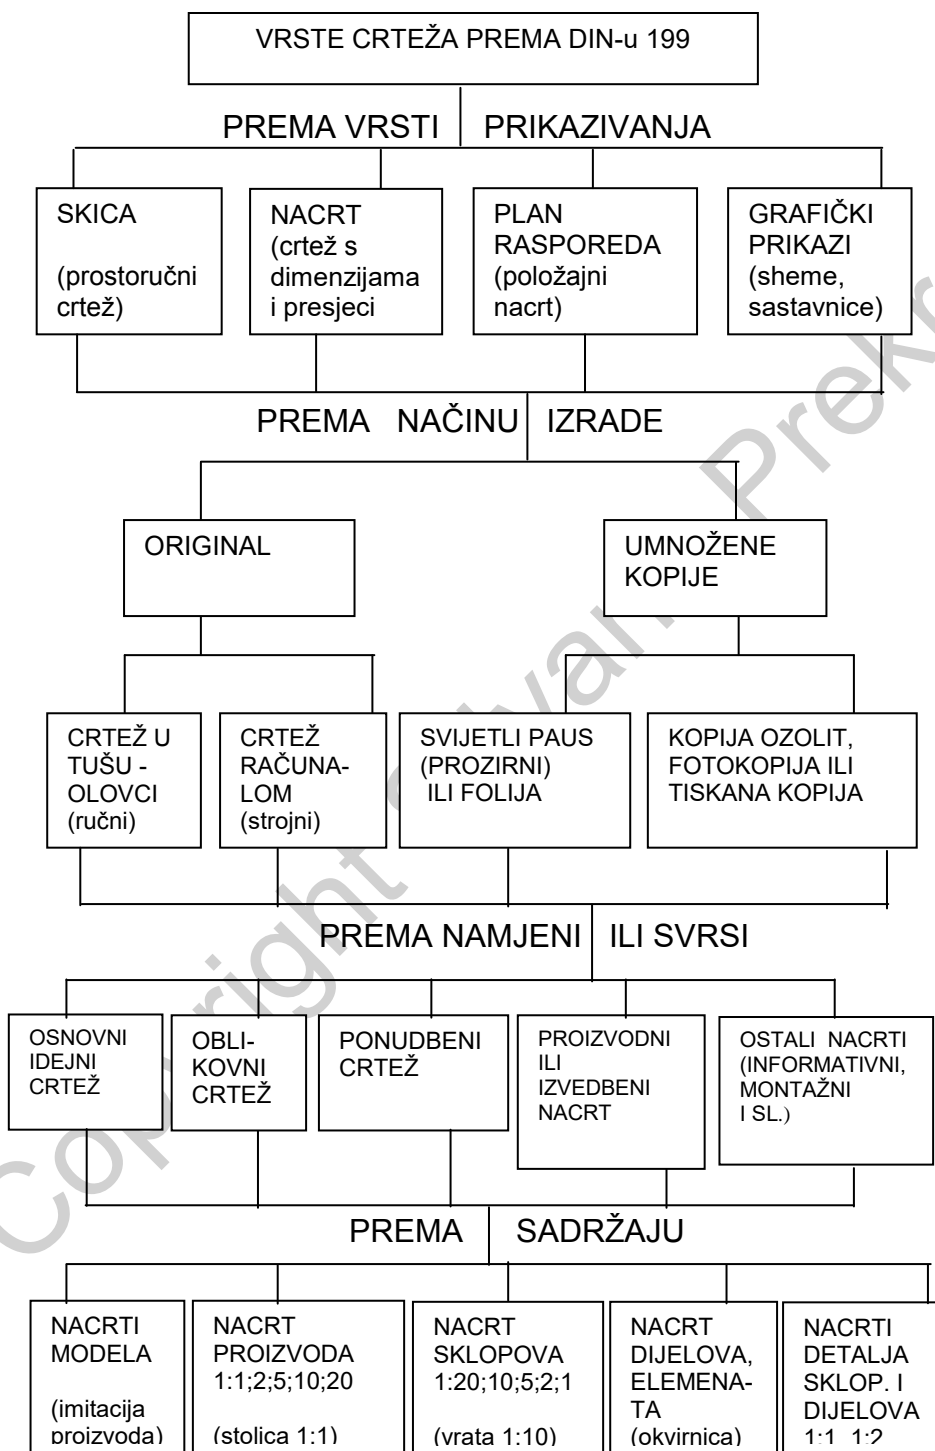 VRSTE CRTEŽA PREMA DIN-u 199
PREMA VRSTI PRIKAZIVANJA
SKICA
(prostoručni
crtež)
NACRT
(crtež s
dimenzijama
i presjeci
PLAN
RASPOREDA
(položajni
nacrt)
GRAFIČKI
PRIKAZI
(sheme,
sastavnice)
PREMA NAČINU IZRADE
ORIGINAL
UMNOŽENE
KOPIJE
CRTEŽ U
TUŠU -
OLOVCI
(ručni)
CRTEŽ
RAČUNA-
LOM
(strojni)
SVIJETLI PAUS
(PROZIRNI)
ILI FOLIJA
KOPIJA OZOLIT,
FOTOKOPIJA ILI
TISKANA KOPIJA
PREMA NAMJENI ILI SVRSI
OSNOVNI
IDEJNI
CRTEŽ
OBLI-
KOVNI
CRTEŽ
PONUDBENI
CRTEŽ
PROIZVODNI
ILI
IZVEDBENI
NACRT
OSTALI NACRTI
(INFORMATIVNI,
MONTAŽNI
I SL.)
PREMA SADRŽAJU
NACRTI
MODELA
(imitacija
proizvoda)
NACRT
PROIZVODA
1:1;2;5;10;20
(stolica 1:1)
NACRT
SKLOPOVA
1:20;10;5;2;1
(vrata 1:10)
NACRT
DIJELOVA,
ELEMENA-
TA
(okvirnica)
NACRTI
DETALJA
SKLOP. I
DIJELOVA
1:1, 1:2
Copyright